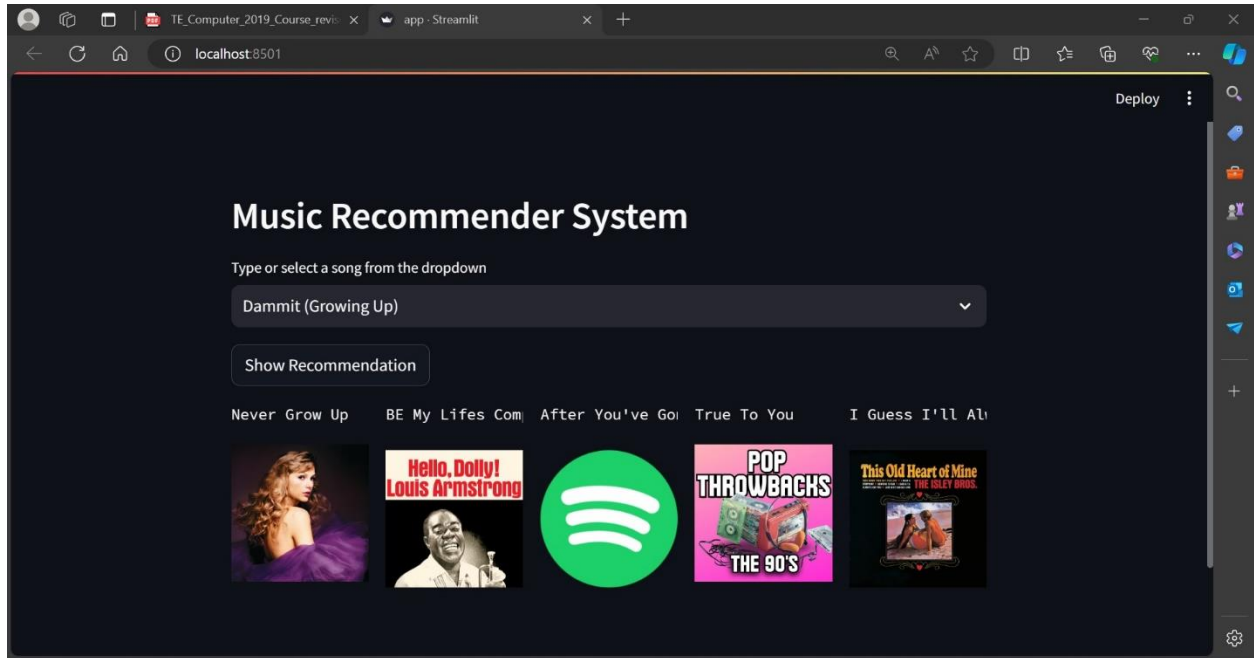 TE_Computer_2019_Course_revis
app · Streamlit
localhost:8501
Deploy
Music Recommender System
Type or select a song from the dropdown
Dammit (Growing Up)
Show Recommendation
Never Grow Up
BE My Lifes Com
After You've Go
True To You
I Guess I'll Al
Hello, Dolly!
Louis Armstrong
POP
THROWBACKS
THE 90'S
This Old Heart of Mine
THE ISLEY BROS.